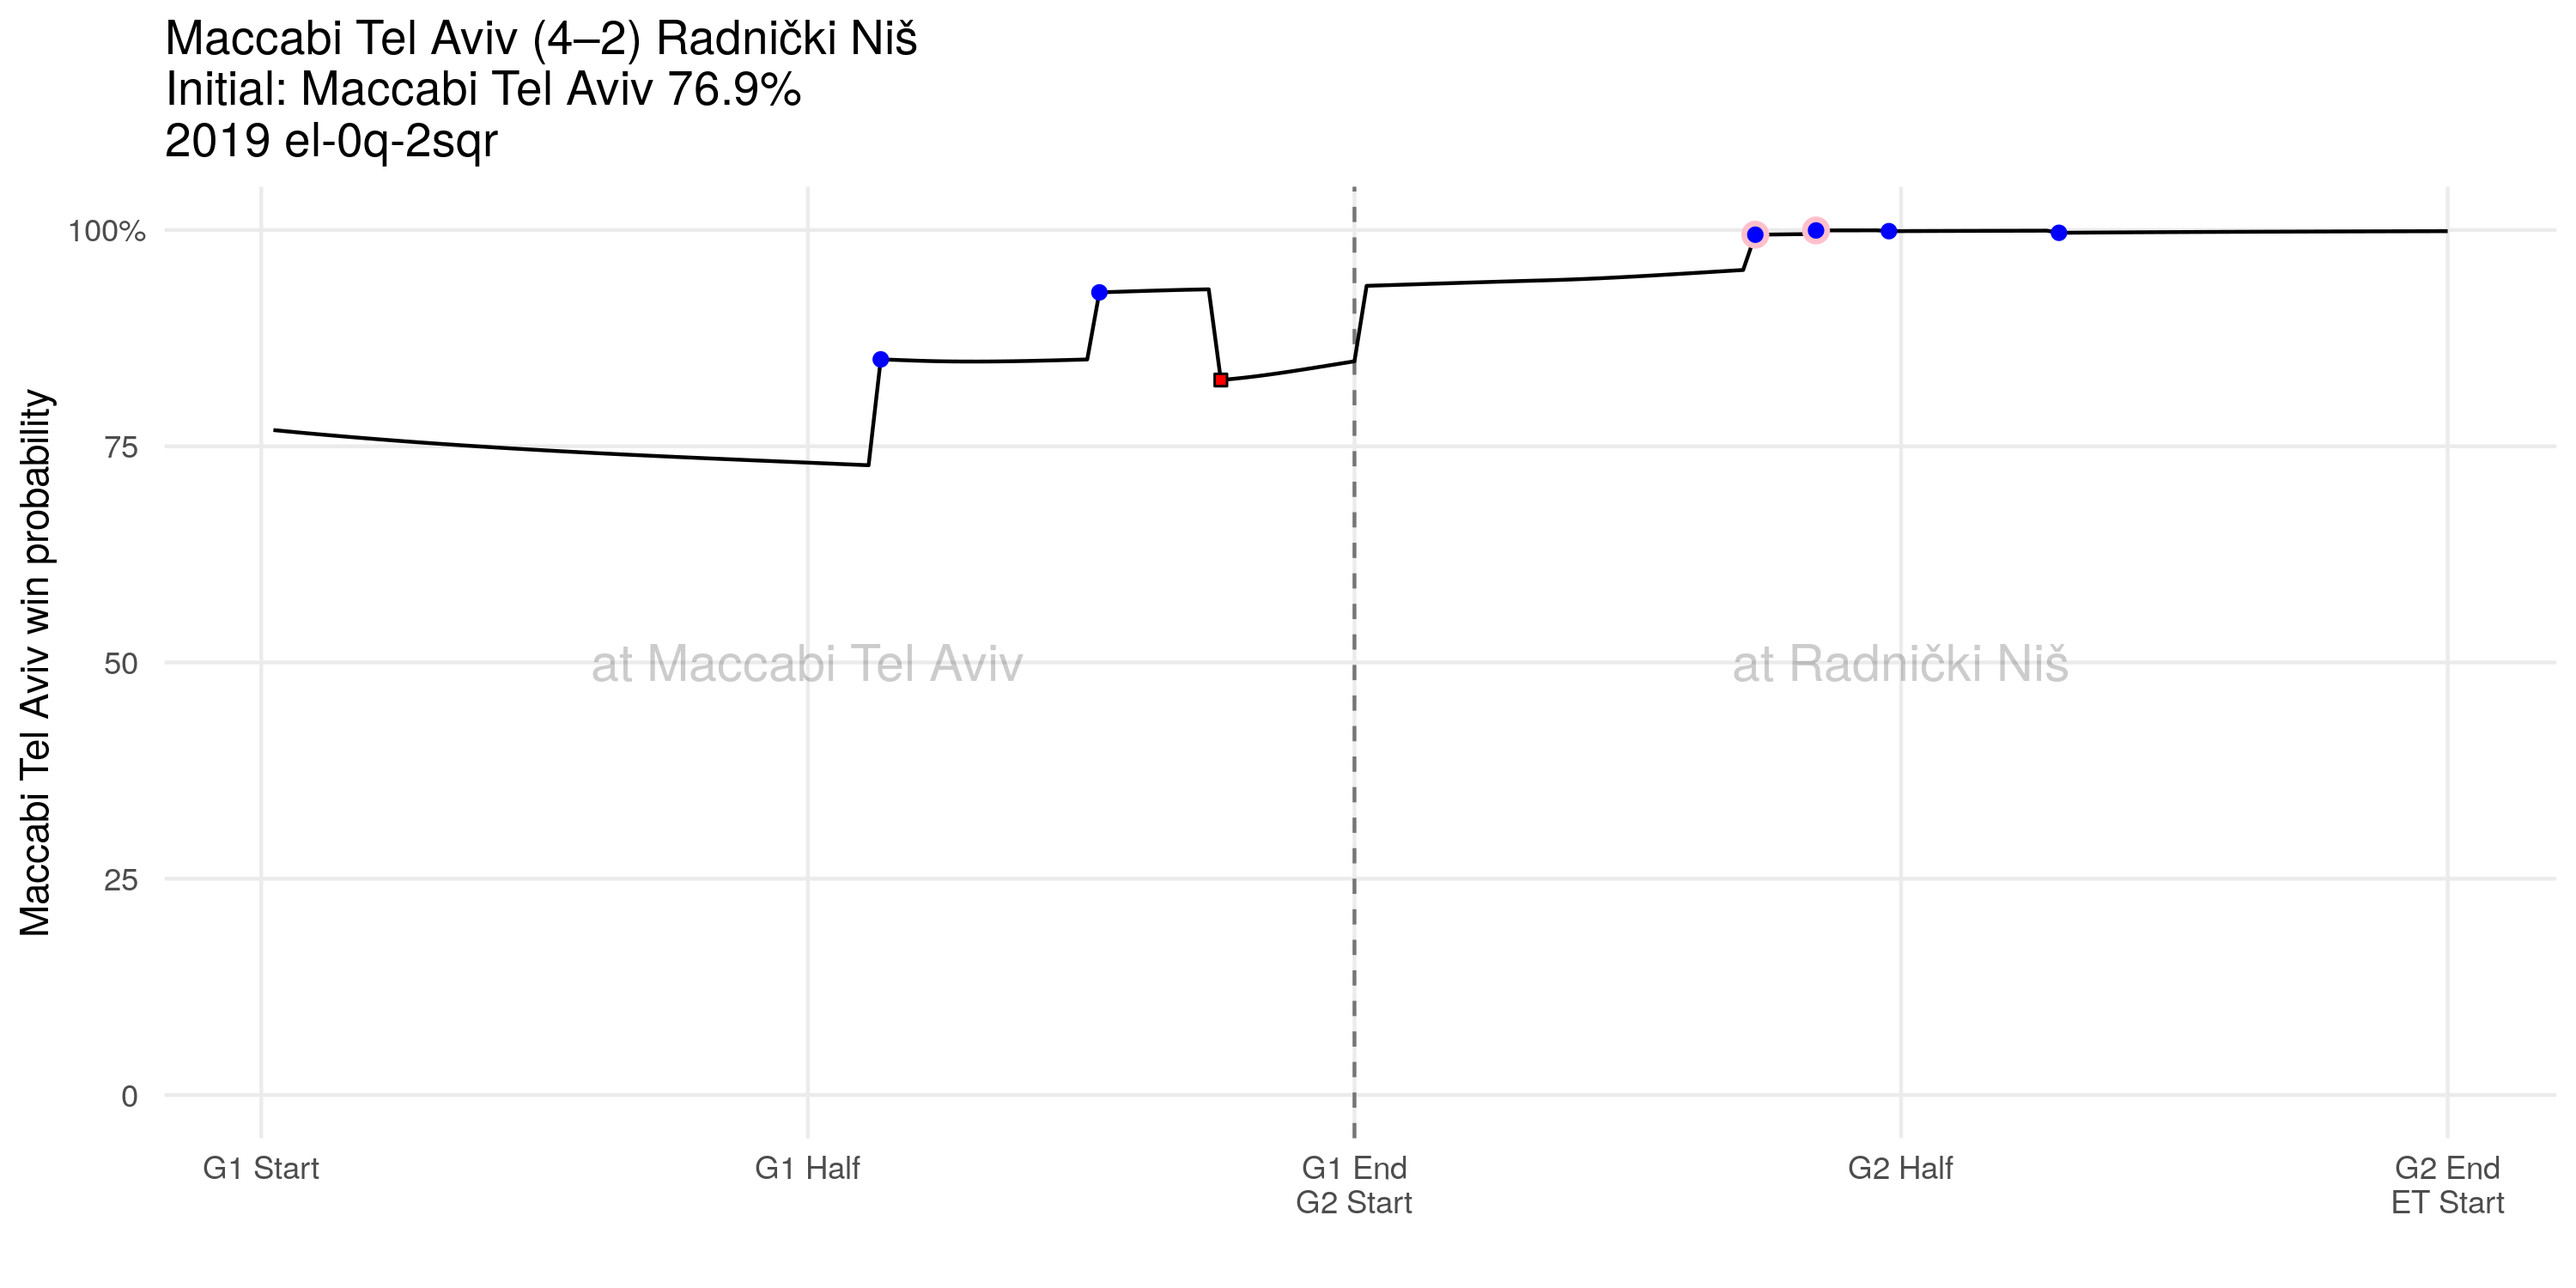 Maccabi Tel Aviv (4–2) Radnički Niš
Initial: Maccabi Tel Aviv 76.9%
2019 el-0q-2sqr
Maccabi Tel Aviv win probability
100%
75
50
25
0
at Maccabi Tel Aviv
at Radnički Niš
G1 Start
G1 Half
G1 End
G2 Start
G2 Half
G2 End
ET Start